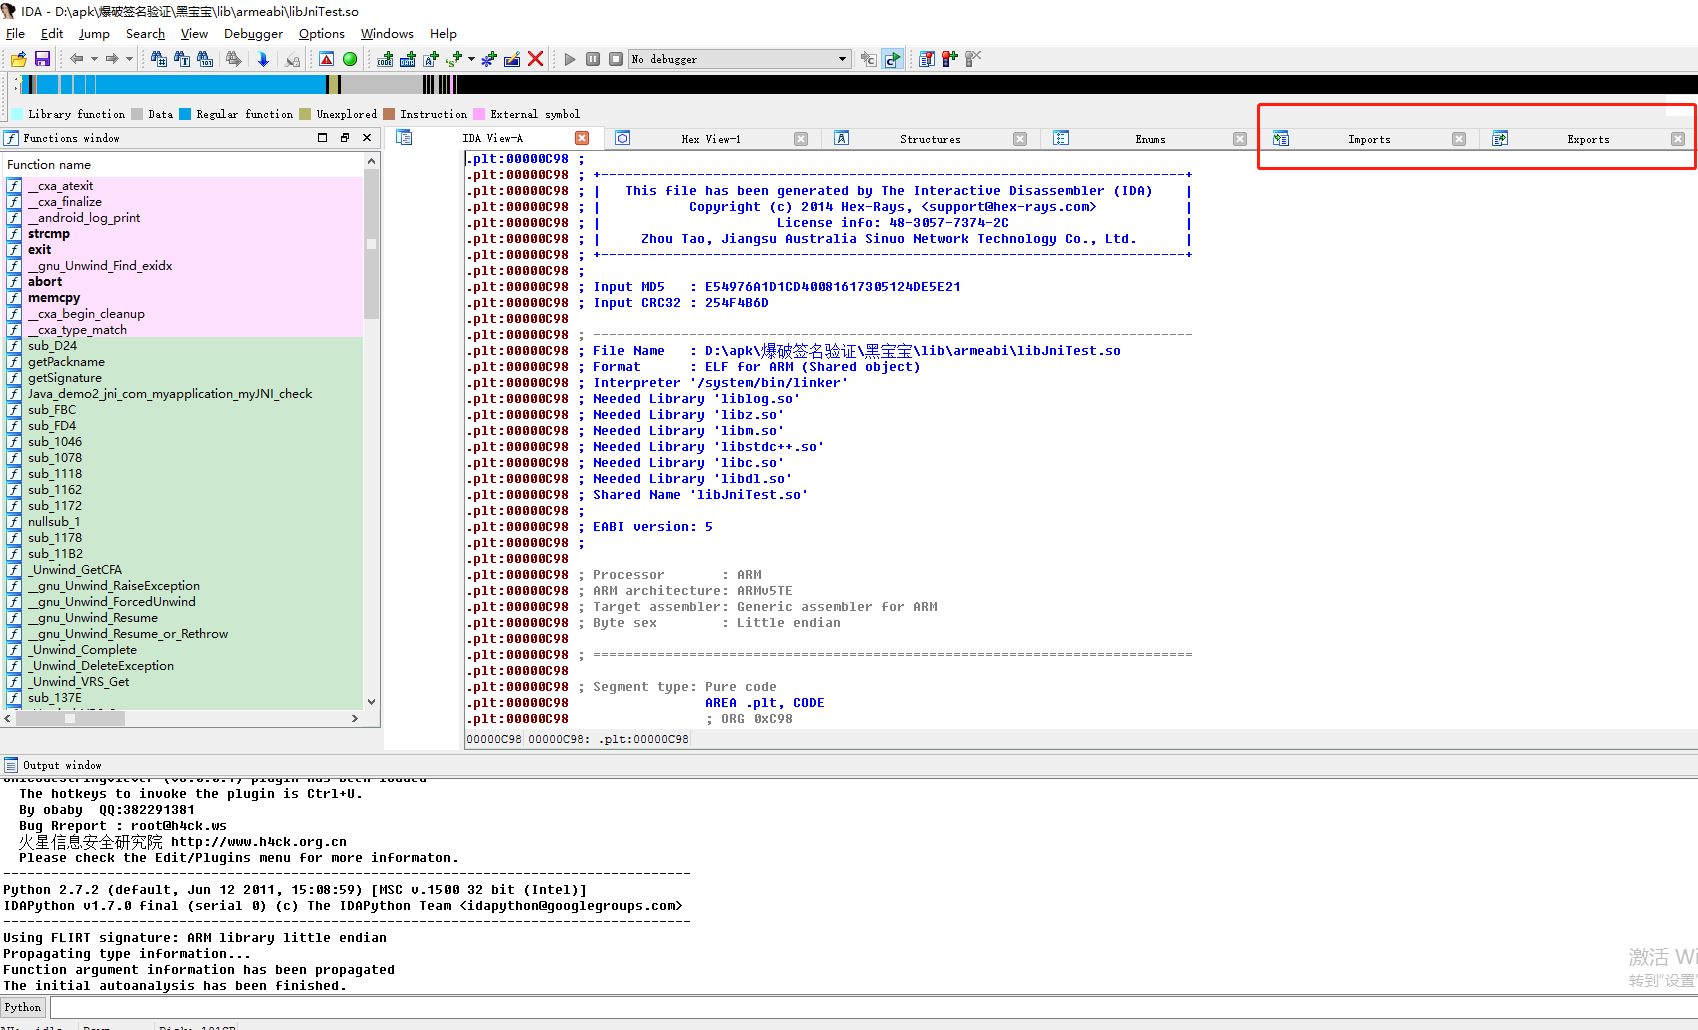 IDA - D:\apk\爆破签名验证\黑宝宝\lib\armeabi\libJniTest.so
File Edit Jump Search View Debugger Options Windows Help
No debugger
Library function Data Regular function Unexplored Instruction External symbol
Functions window
IDA View-A Hex View-1 Structures Enums Imports Exports
Function name
__cxa_atexit
__cxa_finalize
__android_log_print
strcmp
exit
__gnu_Unwind_Find_exidx
abort
memcpy
__cxa_begin_cleanup
__cxa_type_match
sub_D24
getPackname
getSignature
Java_demo2_jni_com_myapplication_myJNI_check
sub_FBC
sub_FD4
sub_1046
sub_1078
sub_1118
sub_1162
sub_1172
nullsub_1
sub_1178
sub_11B2
_Unwind_GetCFA
__gnu_Unwind_RaiseException
__gnu_Unwind_ForcedUnwind
__gnu_Unwind_Resume
__gnu_Unwind_Resume_or_Rethrow
_Unwind_Complete
_Unwind_DeleteException
_Unwind_VRS_Get
sub_137E
.plt:00000C98 ;
.plt:00000C98 ; +-------------------------------------------------------------------------+
.plt:00000C98 ; | This file has been generated by The Interactive Disassembler (IDA) |
.plt:00000C98 ; | Copyright (c) 2014 Hex-Rays, <support@hex-rays.com> |
.plt:00000C98 ; | License info: 48-3057-7374-2C |
.plt:00000C98 ; | Zhou Tao, Jiangsu Australia Sinuo Network Technology Co., Ltd. |
.plt:00000C98 ; +-------------------------------------------------------------------------+
.plt:00000C98 ;
.plt:00000C98 ; Input MD5 : E54976A1D1CD40081617305124DE5E21
.plt:00000C98 ; Input CRC32 : 254F4B6D
.plt:00000C98
.plt:00000C98 ; ---------------------------------------------------------------------------
.plt:00000C98 ; File Name : D:\apk\爆破签名验证\黑宝宝\lib\armeabi\libJniTest.so
.plt:00000C98 ; Format : ELF for ARM (Shared object)
.plt:00000C98 ; Interpreter '/system/bin/linker'
.plt:00000C98 ; Needed Library 'liblog.so'
.plt:00000C98 ; Needed Library 'libz.so'
.plt:00000C98 ; Needed Library 'libm.so'
.plt:00000C98 ; Needed Library 'libstdc++.so'
.plt:00000C98 ; Needed Library 'libc.so'
.plt:00000C98 ; Needed Library 'libdl.so'
.plt:00000C98 ; Shared Name 'libJniTest.so'
.plt:00000C98 ;
.plt:00000C98 ; EABI version: 5
.plt:00000C98 ;
.plt:00000C98
.plt:00000C98 ; Processor : ARM
.plt:00000C98 ; ARM architecture: ARMv5TE
.plt:00000C98 ; Target assembler: Generic assembler for ARM
.plt:00000C98 ; Byte sex : Little endian
.plt:00000C98
.plt:00000C98 ; ===========================================================================
.plt:00000C98
.plt:00000C98 ; Segment type: Pure code
.plt:00000C98 AREA .plt, CODE
.plt:00000C98 ; ORG 0xC98
00000C98 00000C98: .plt:00000C98
Output window
UnicodeStringViewer (v0.0.0.1) plugin has been loaded
The hotkeys to invoke the plugin is Ctrl+U.
By obaby QQ:382291381
Bug Rreport : root@h4ck.ws
火星信息安全研究院 http://www.h4ck.org.cn
Please check the Edit/Plugins menu for more informaton.
--------------------------------------------------------------------------------------
Python 2.7.2 (default, Jun 12 2011, 15:08:59) [MSC v.1500 32 bit (Intel)]
IDAPython v1.7.0 final (serial 0) (c) The IDAPython Team <idapython@googlegroups.com>
--------------------------------------------------------------------------------------
Using FLIRT signature: ARM library little endian
Propagating type information...
Function argument information has been propagated
The initial autoanalysis has been finished.
激活 Wi
转到"设置"
Python